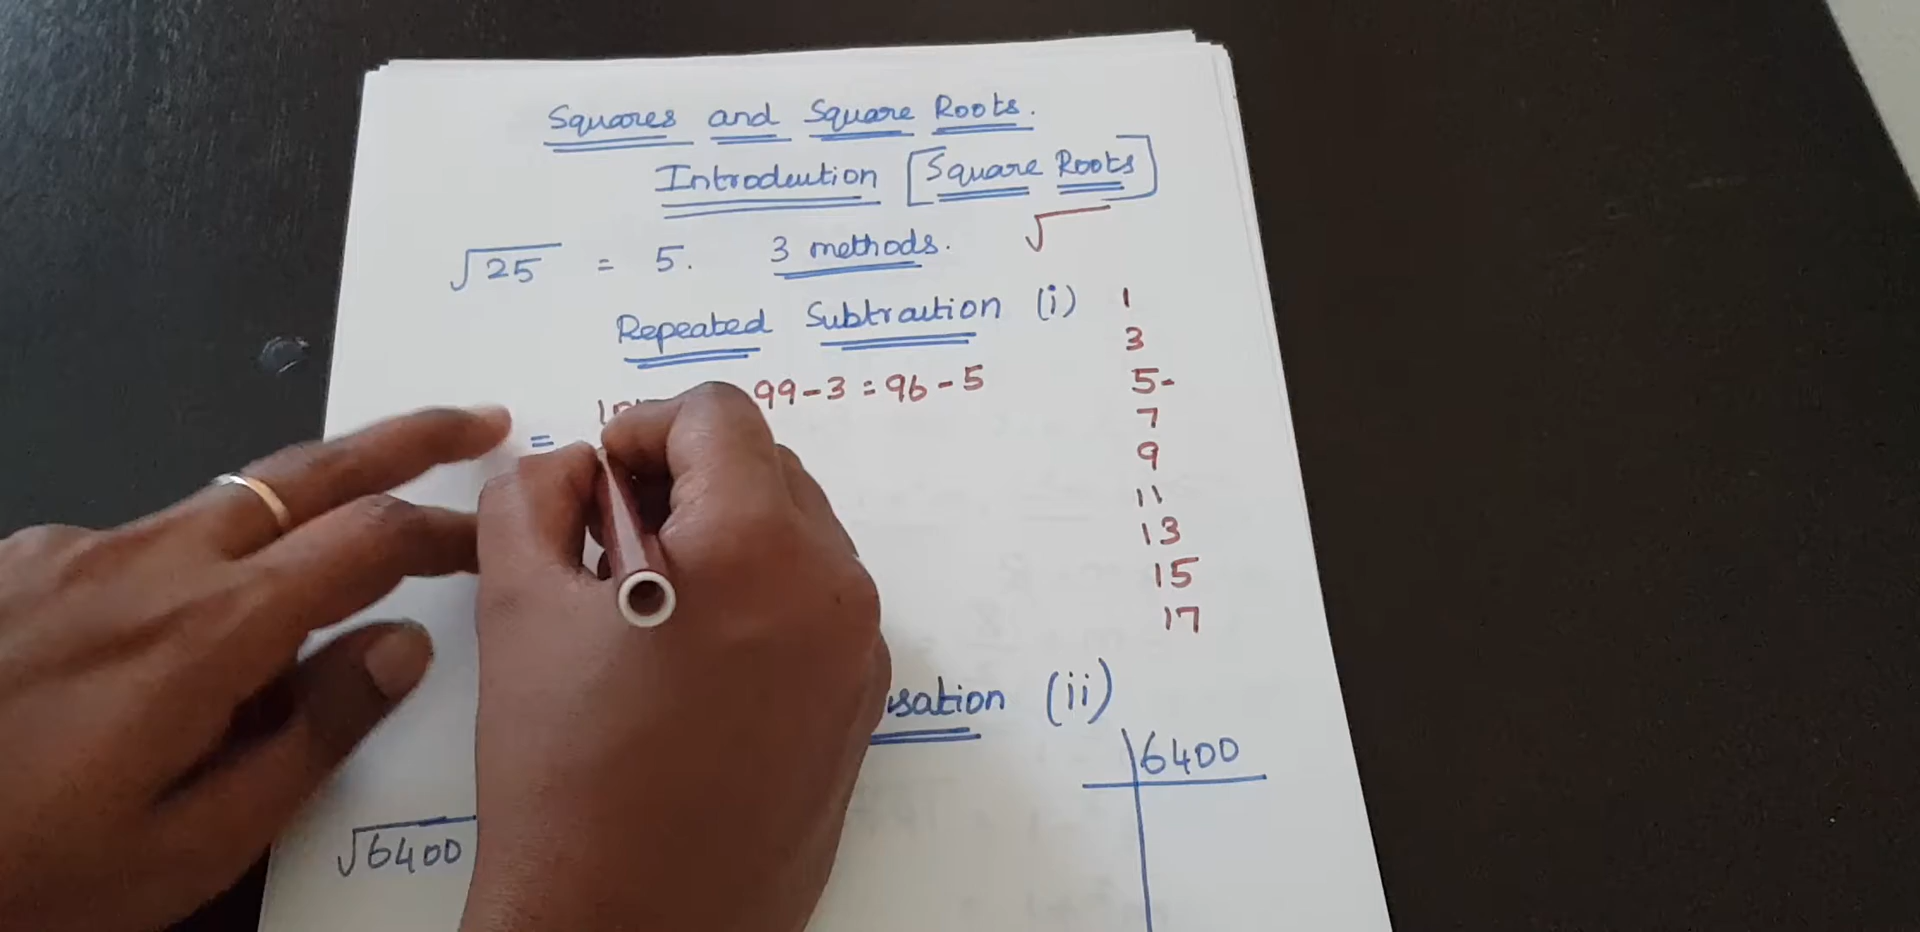 Squares and Square Roots.
Introduction [Square Roots]
√
√25 = 5. 3 methods.
Repeated Subtraction (i)
99-3=96-5
=
1
3
5-
7
9
11
13
15
17
(ii)
6400
√6400